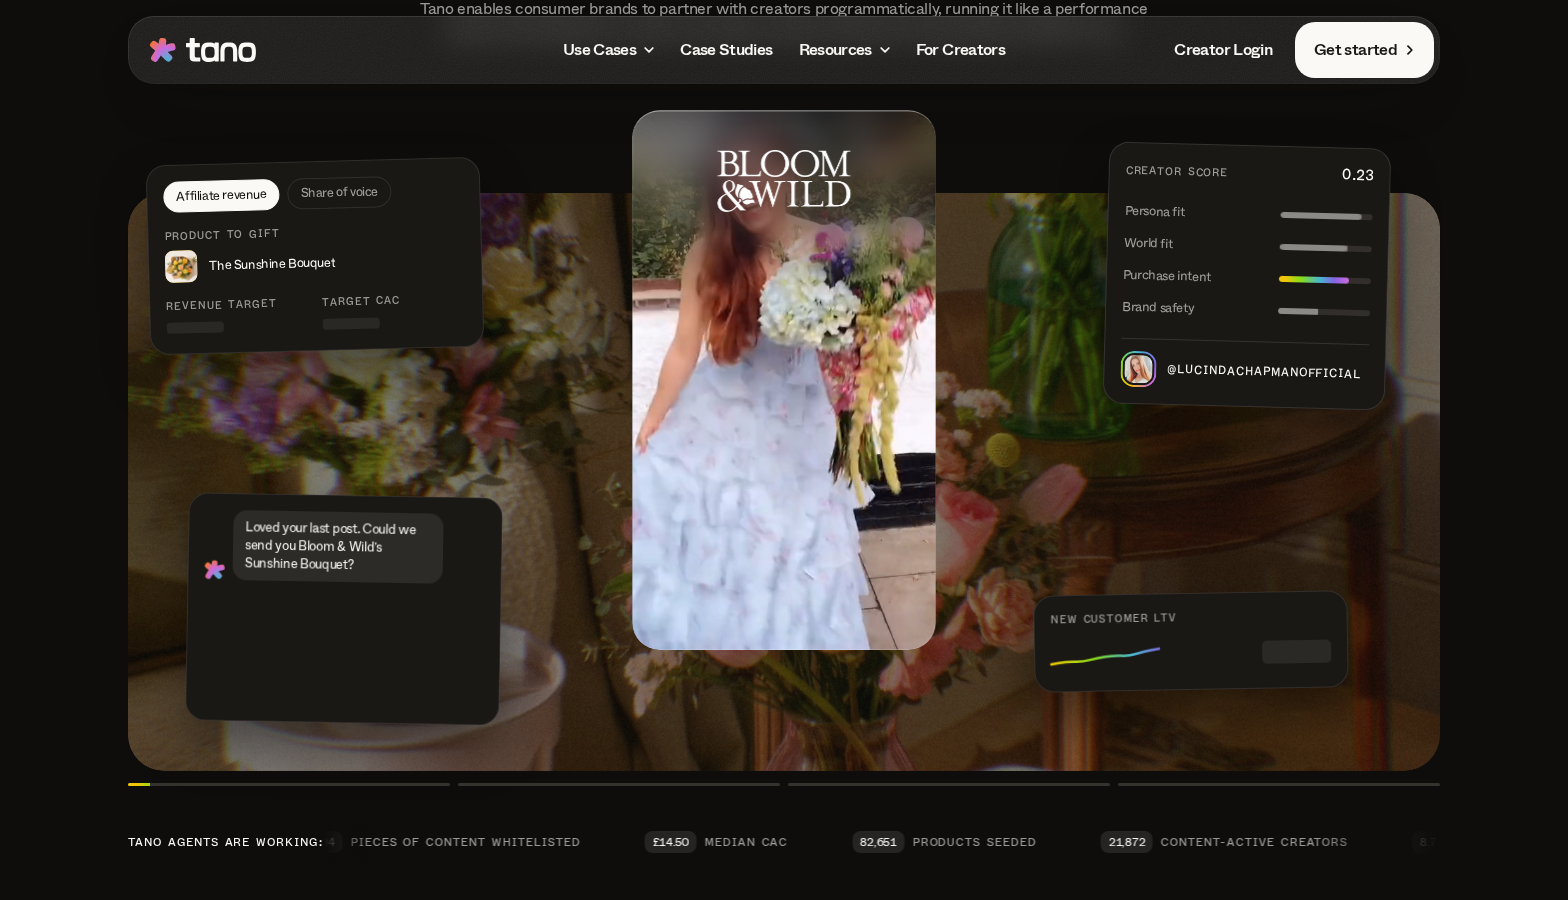 Tano enables consumer brands to partner with creators programmatically, running it like a performance
tano
Use Cases
Case Studies
Resources
For Creators
Creator Login
Get started
BLOOM
&WILD
Affiliate revenue
Share of voice
PRODUCT TO GIFT
The Sunshine Bouquet
REVENUE TARGET
TARGET CAC
CREATOR SCORE
0.23
Persona fit
World fit
Purchase intent
Brand safety
@LUCINDACHAPMANOFFICIAL
Loved your last post. Could we
send you Bloom & Wild's
Sunshine Bouquet?
NEW CUSTOMER LTV
TANO AGENTS ARE WORKING:
4 PIECES OF CONTENT WHITELISTED
£14.50 MEDIAN CAC
82,651 PRODUCTS SEEDED
21,872 CONTENT-ACTIVE CREATORS